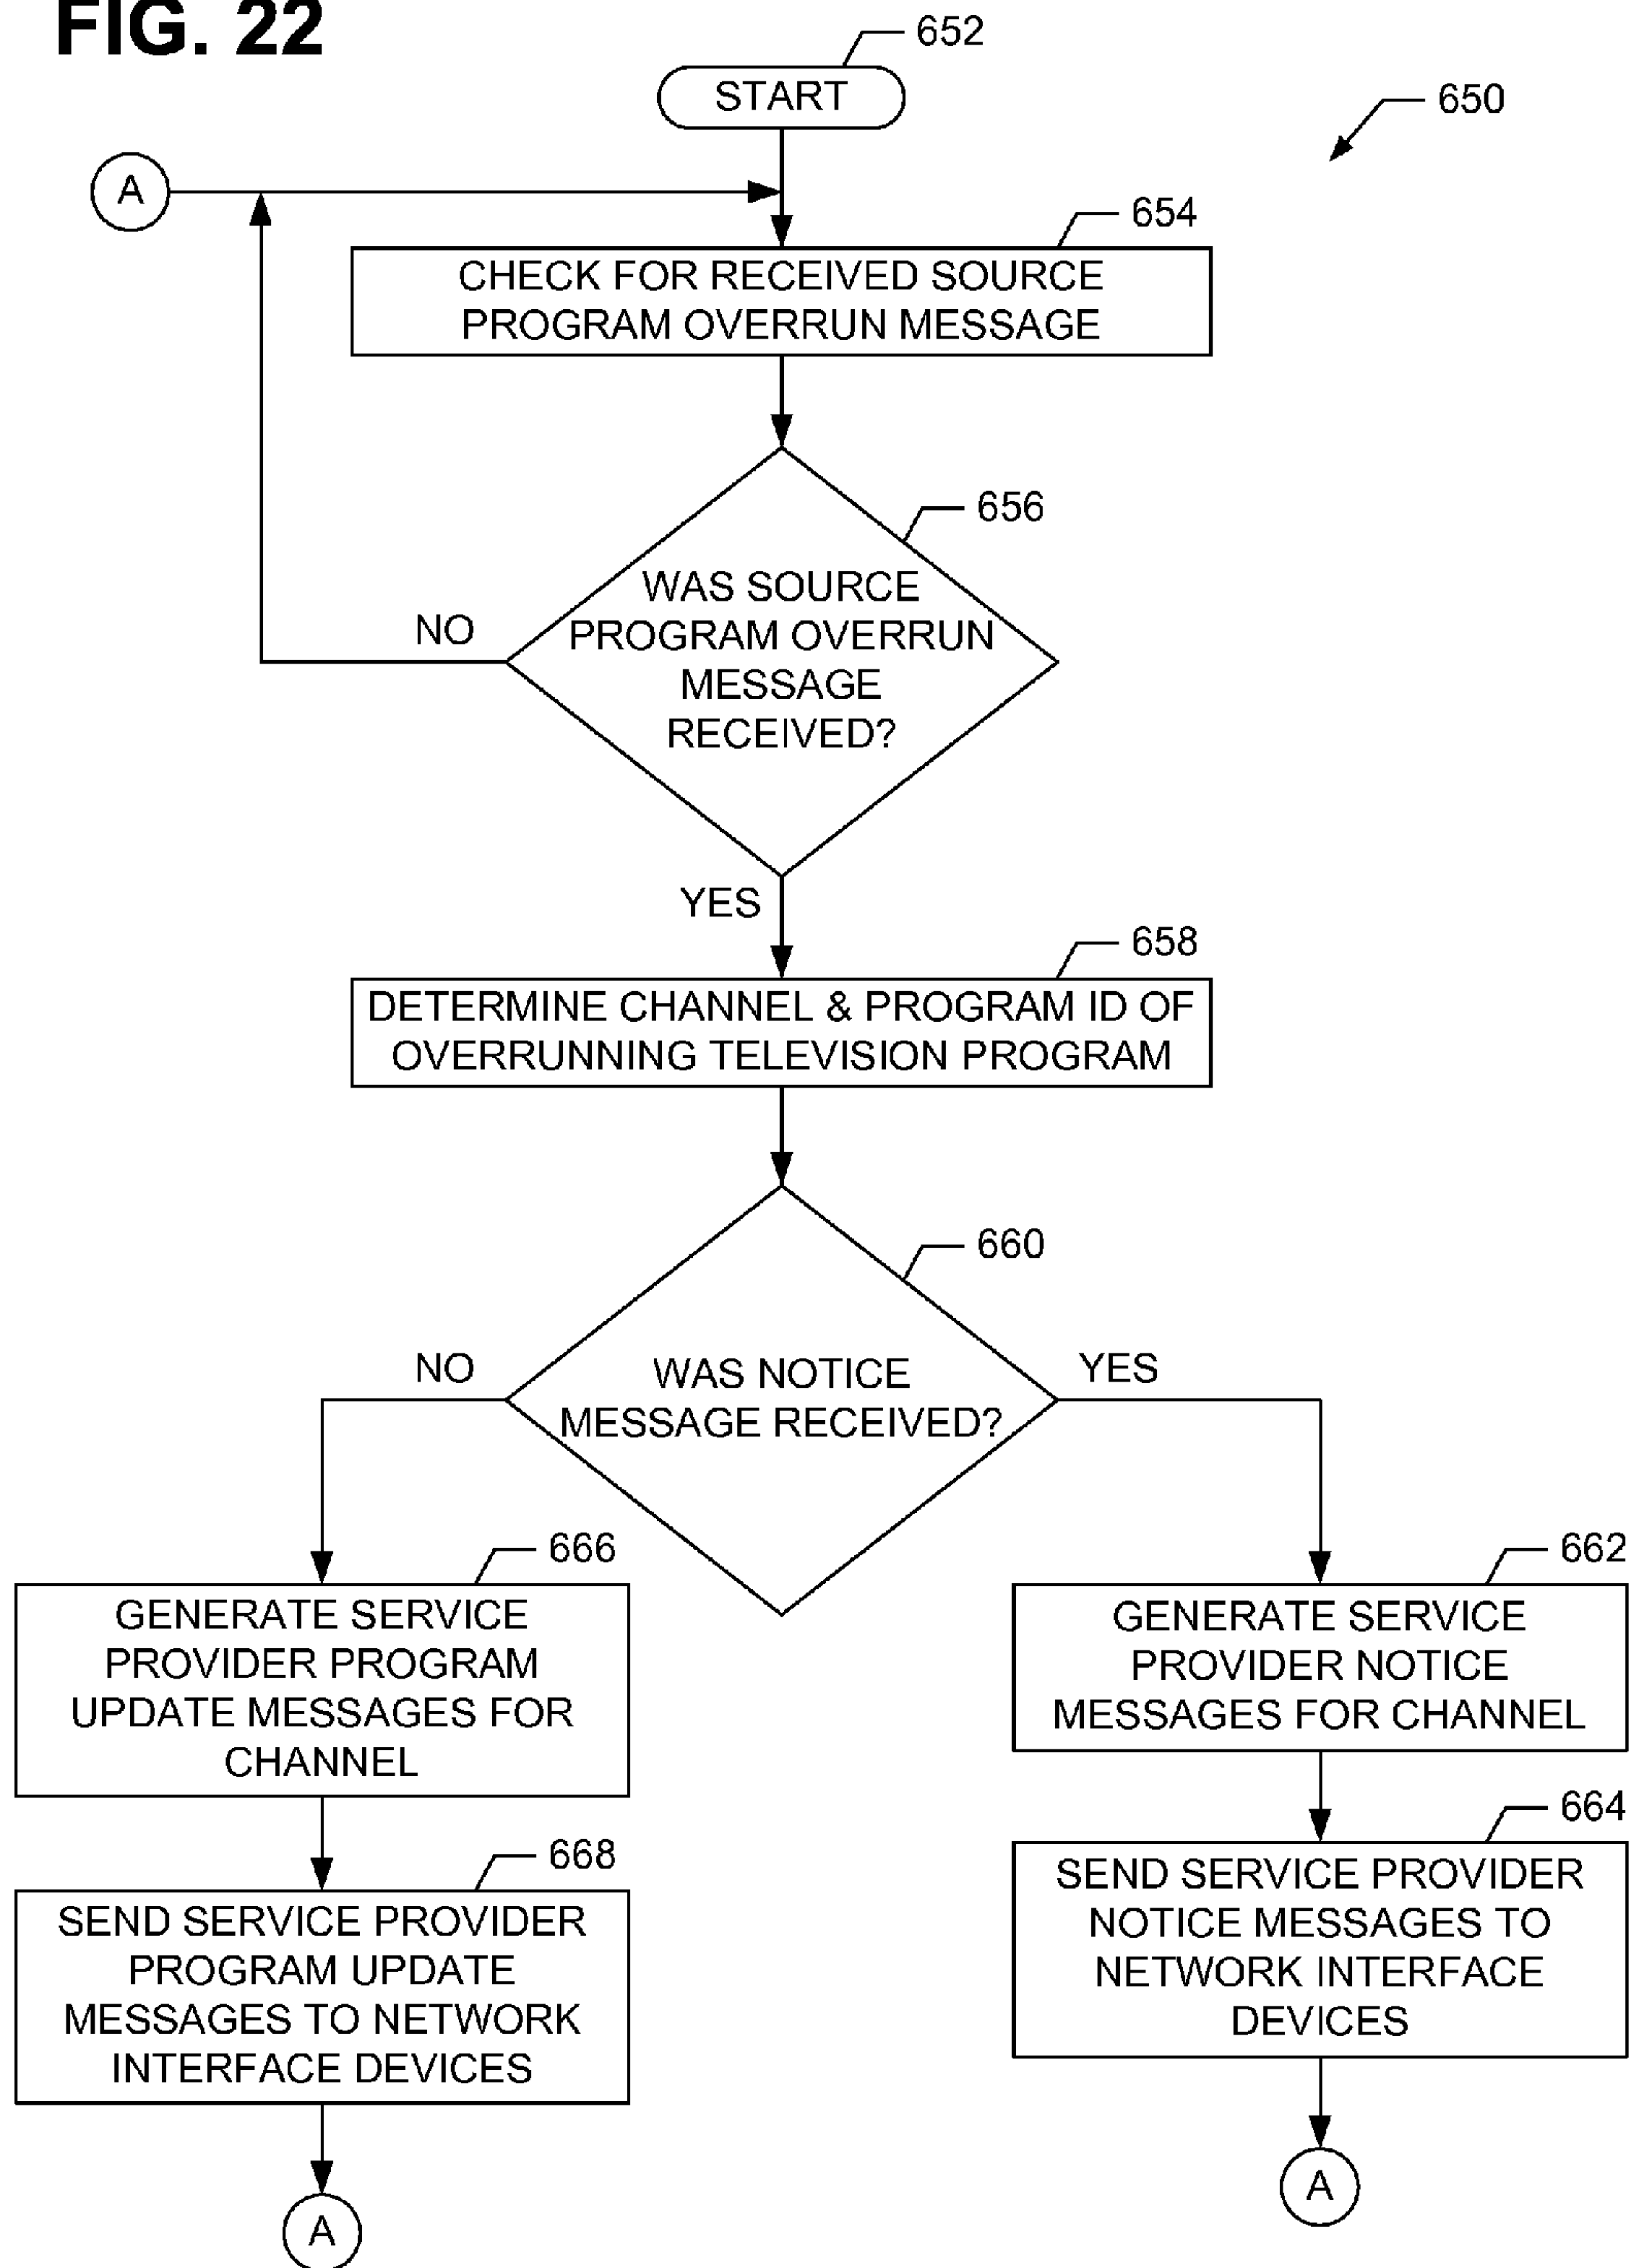 FIG. 22
652
START
650
A
654
CHECK FOR RECEIVED SOURCE
PROGRAM OVERRUN MESSAGE
656
WAS SOURCE
PROGRAM OVERRUN
MESSAGE
RECEIVED?
NO
YES
658
DETERMINE CHANNEL & PROGRAM ID OF
OVERRUNNING TELEVISION PROGRAM
660
WAS NOTICE
MESSAGE RECEIVED?
NO
YES
666
GENERATE SERVICE
PROVIDER PROGRAM
UPDATE MESSAGES FOR
CHANNEL
662
GENERATE SERVICE
PROVIDER NOTICE
MESSAGES FOR CHANNEL
668
SEND SERVICE PROVIDER
PROGRAM UPDATE
MESSAGES TO NETWORK
INTERFACE DEVICES
664
SEND SERVICE PROVIDER
NOTICE MESSAGES TO
NETWORK INTERFACE
DEVICES
A
A